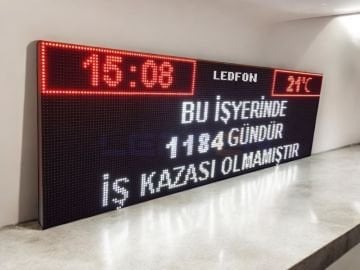 15:08 LEDFON 21°C
BU İŞYERİNDE
1184 GÜNDÜR
İŞ KAZASI OLMAMIŞTIR